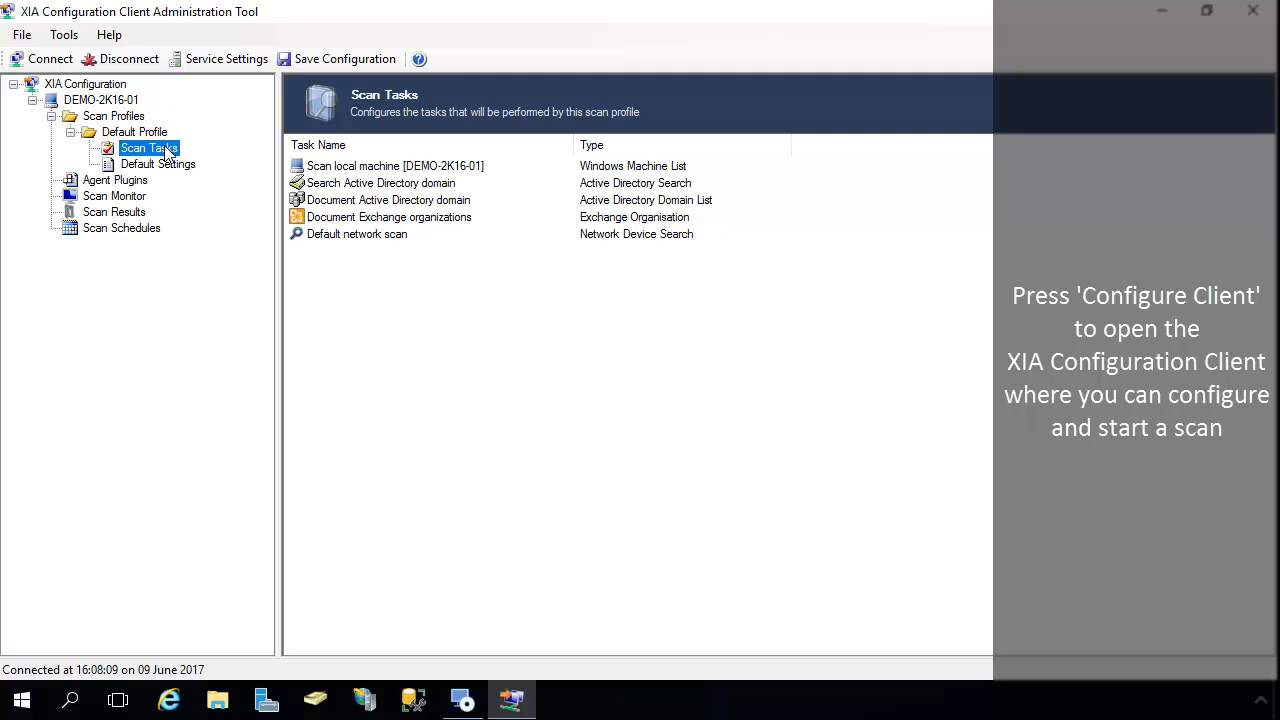 XIA Configuration Client Administration Tool
File Tools Help
Connect Disconnect Service Settings Save Configuration
XIA Configuration
DEMO-2K16-01
Scan Profiles
Default Profile
Scan Tasks
Default Settings
Agent Plugins
Scan Monitor
Scan Results
Scan Schedules
Scan Tasks
Configures the tasks that will be performed by this scan profile
Task Name Type
Scan local machine [DEMO-2K16-01] Windows Machine List
Search Active Directory domain Active Directory Search
Document Active Directory domain Active Directory Domain List
Document Exchange organizations Exchange Organisation
Default network scan Network Device Search
Press 'Configure Client'
to open the
XIA Configuration Client
where you can configure
and start a scan
Connected at 16:08:09 on 09 June 2017